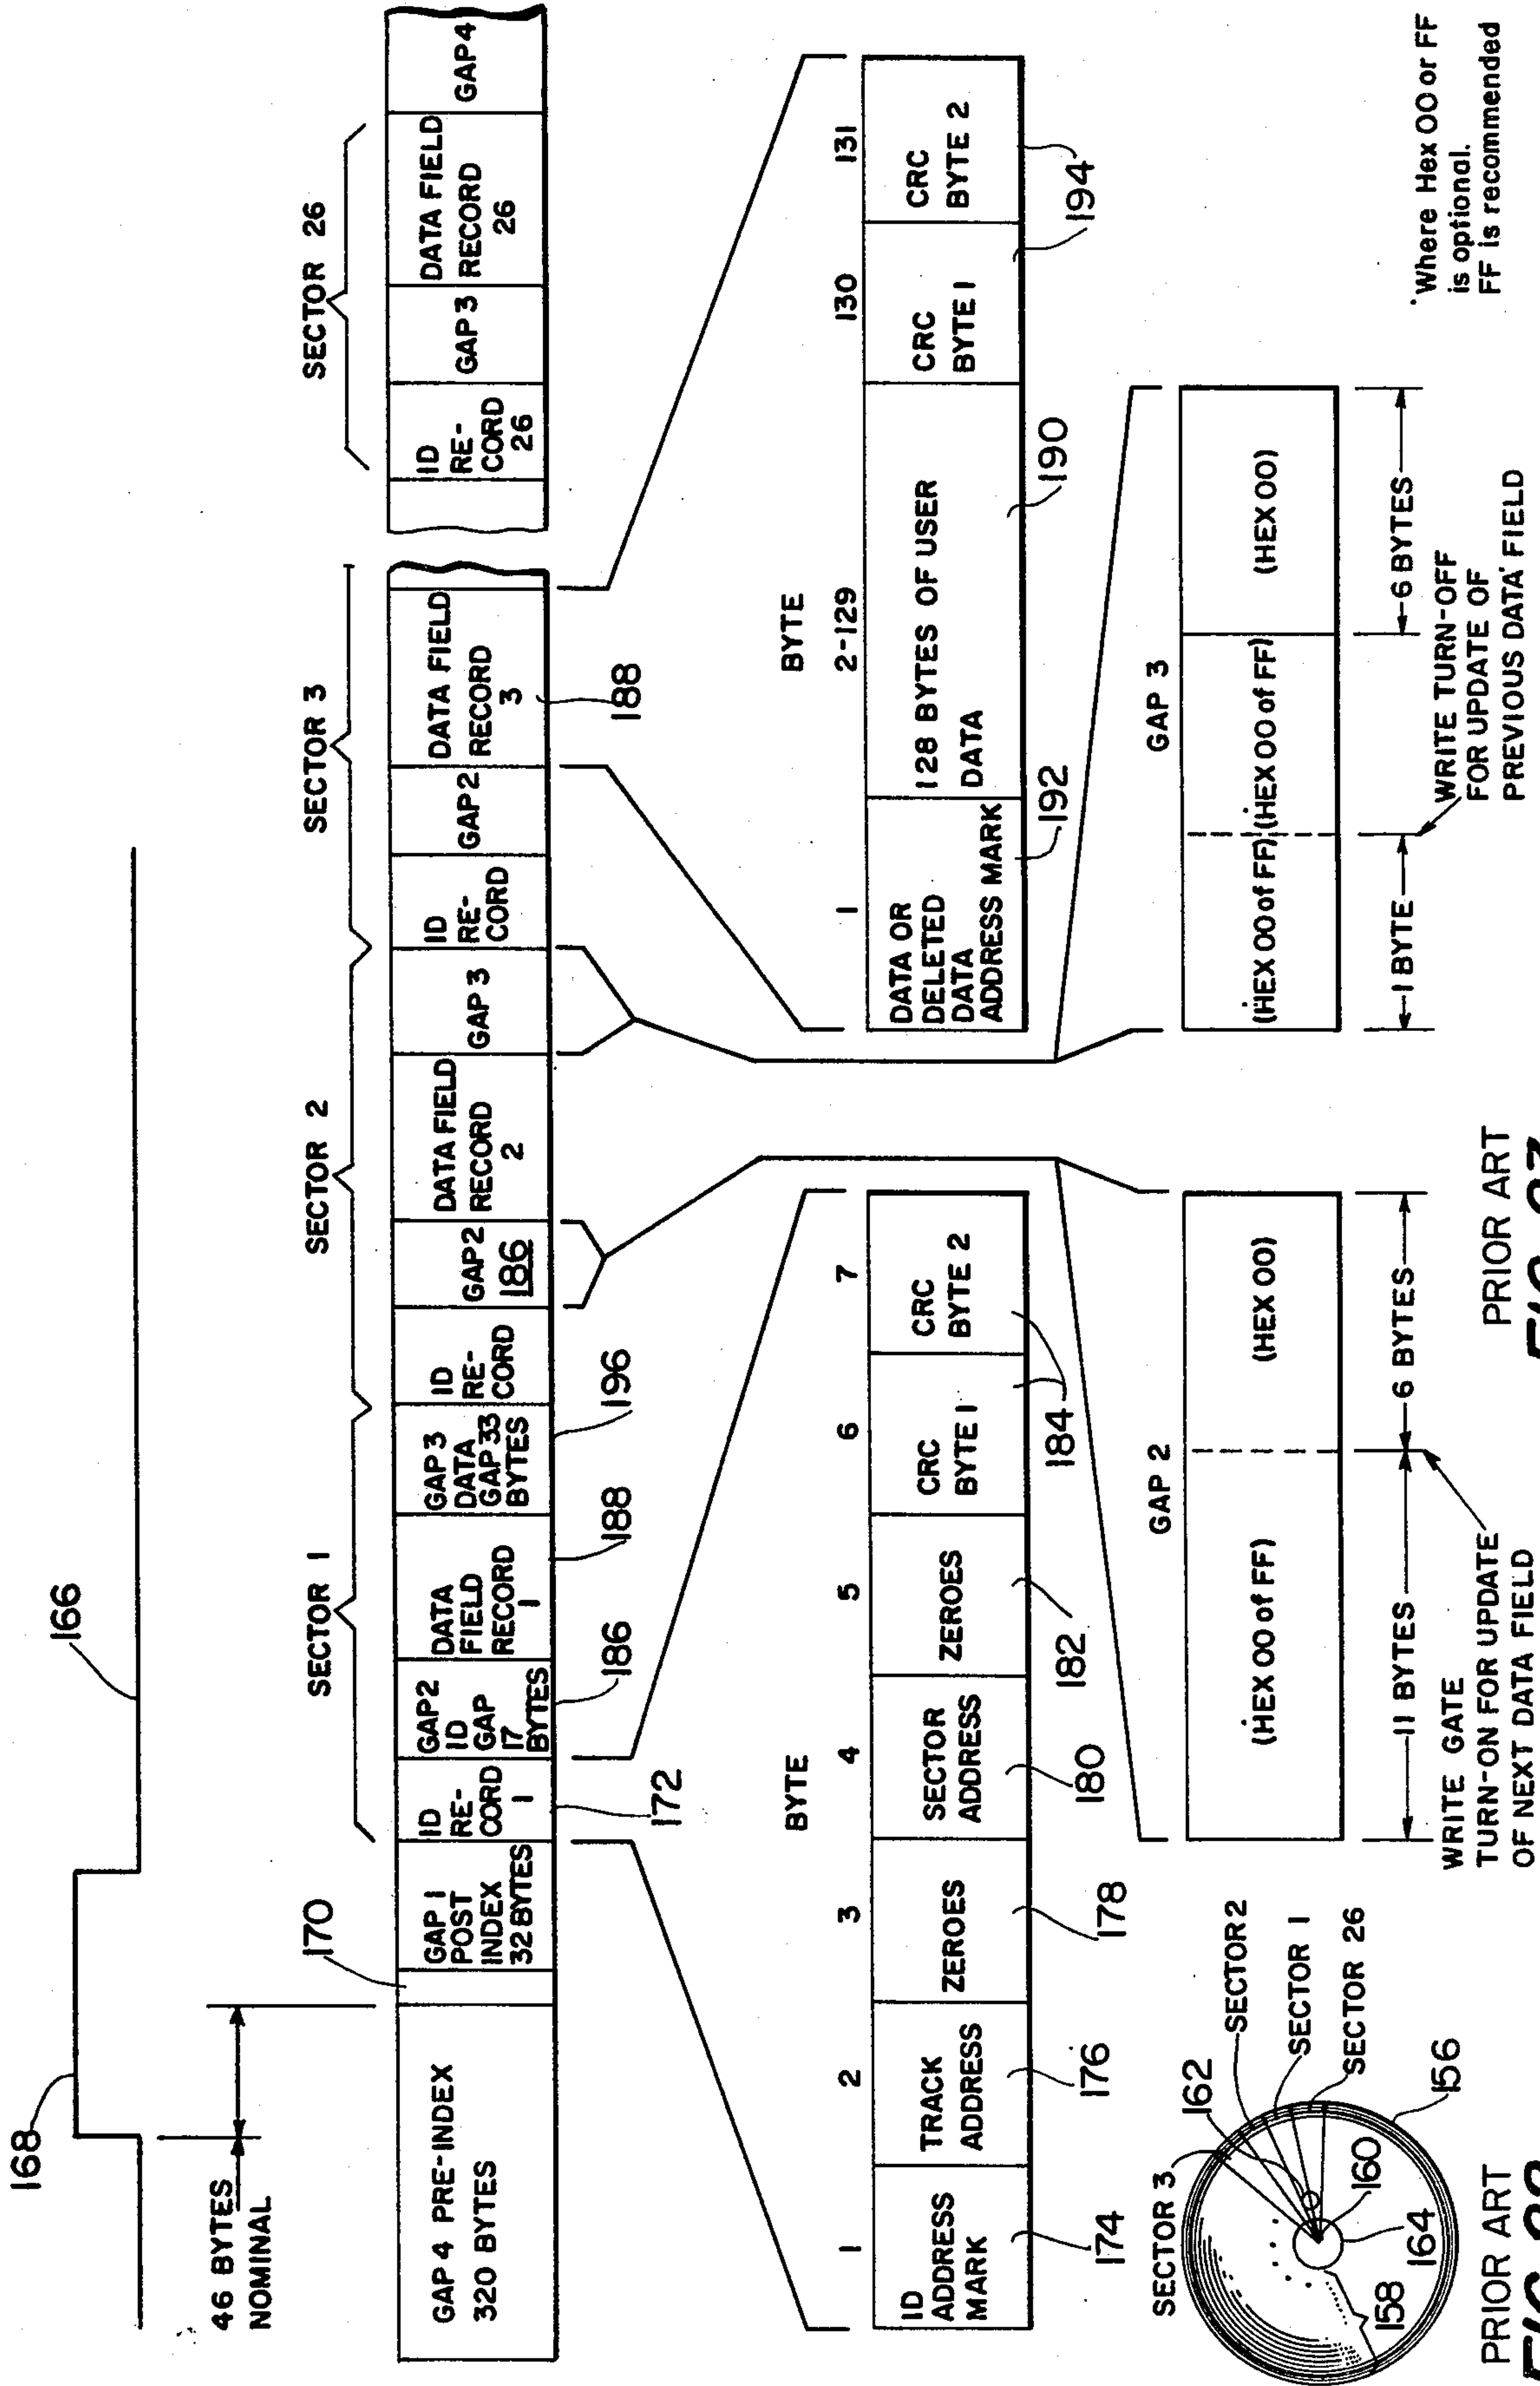 168
166
46 BYTES
NOMINAL
170
SECTOR 1
SECTOR 2
SECTOR 3
SECTOR 26
GAP 4 PRE-INDEX
320 BYTES
GAP 1
POST
INDEX
32 BYTES
ID
RE-
CORD
1
GAP2
ID
GAP
17
BYTES
DATA
FIELD
RECORD
1
GAP 3
DATA
GAP 33
BYTES
ID
RE-
CORD
GAP2
186
DATA FIELD
RECORD
2
GAP 3
ID
RE-
CORD
GAP2
DATA FIELD
RECORD
3
ID
RE-
CORD
26
GAP 3
DATA FIELD
RECORD
26
GAP4
172
186
188
196
188
BYTE
1
2
3
4
5
6
7
ID
ADDRESS
MARK
TRACK
ADDRESS
ZEROES
SECTOR
ADDRESS
ZEROES
CRC
BYTE 1
CRC
BYTE 2
174
176
178
180
182
184
BYTE
1
2-129
130
131
DATA OR
DELETED
DATA
ADDRESS MARK
128 BYTES OF USER
DATA
CRC
BYTE 1
CRC
BYTE 2
192
190
194
SECTOR 3
162
SECTOR 2
SECTOR 1
SECTOR 26
160
164
158
156
PRIOR ART
GAP 2
(HEX 00 of FF)
(HEX 00)
11 BYTES
6 BYTES
WRITE GATE
TURN-ON FOR UPDATE
OF NEXT DATA FIELD
PRIOR ART
GAP 3
(HEX 00 of FF)
(HEX 00 of FF)
(HEX 00)
1 BYTE
6 BYTES
WRITE TURN-OFF
FOR UPDATE OF
PREVIOUS DATA FIELD
Where Hex 00 or FF
is optional.
FF is recommended